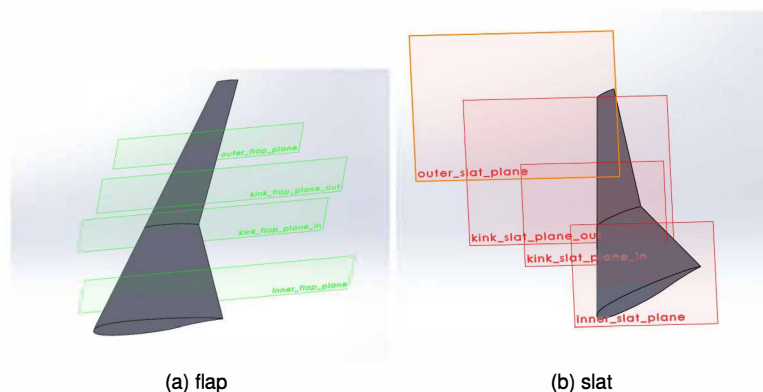 outer_flap_plane
kink_flap_plane_out
kink_flap_plane_in
inner_flap_plane
outer_slat_plane
kink_slat_plane_out
kink_slat_plane_in
inner_slat_plane
(a) flap
(b) slat